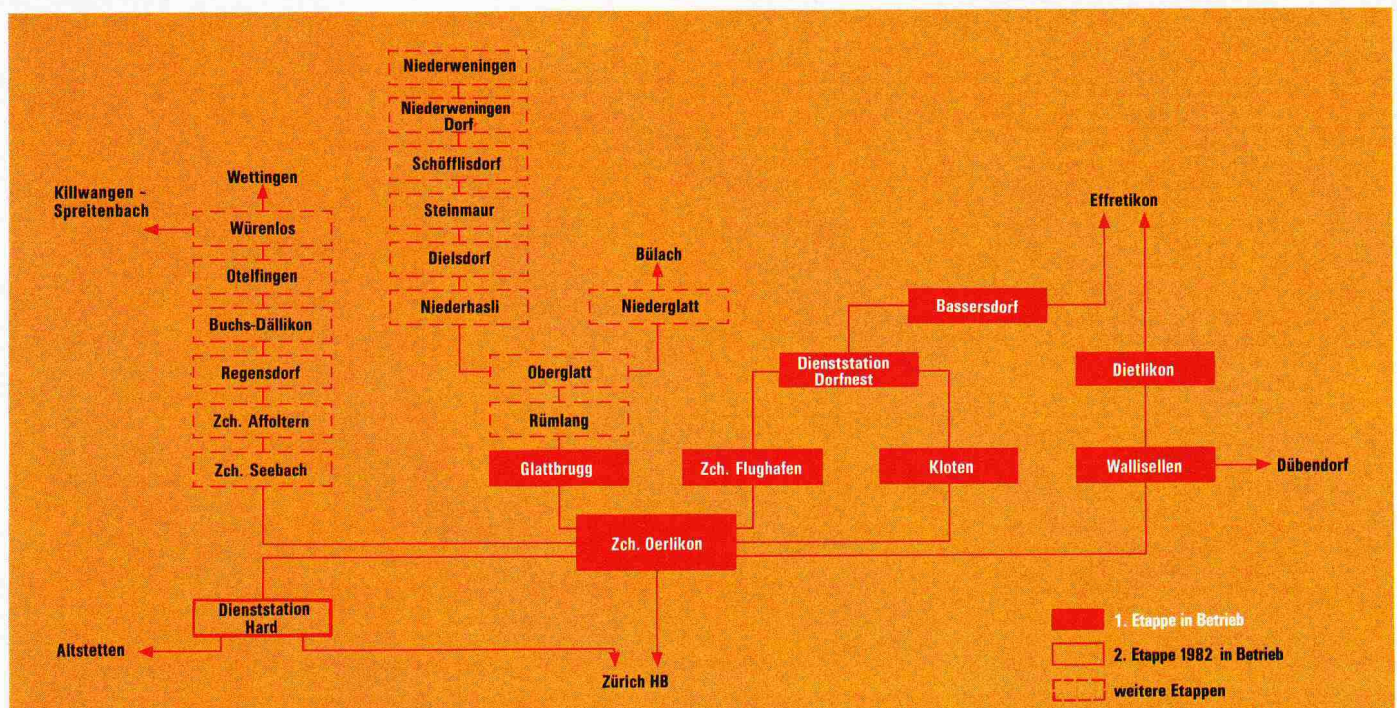 Niederweningen
Niederweningen
Dorf
Schöfflisdorf
Steinmaur
Dielsdorf
Niederhasli
Wettingen
Killwangen -
Spreitenbach
Würenlos
Otelfingen
Buchs-Dällikon
Regensdorf
Zch. Affoltern
Zch. Seebach
Bülach
Niederglatt
Oberglatt
Rümlang
Glattbrugg
Effretikon
Bassersdorf
Dienststation
Dorfnest
Dietlikon
Zch. Flughafen
Kloten
Wallisellen
Dübendorf
Zch. Oerlikon
Dienststation
Hard
Altstetten
Zürich HB
1. Etappe in Betrieb
2. Etappe 1982 in Betrieb
weitere Etappen